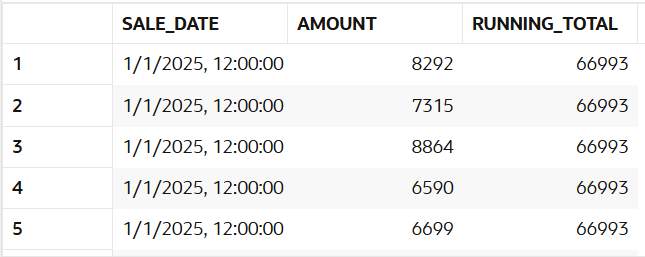 SALE_DATE AMOUNT RUNNING_TOTAL
1 1/1/2025, 12:00:00 8292 66993
2 1/1/2025, 12:00:00 7315 66993
3 1/1/2025, 12:00:00 8864 66993
4 1/1/2025, 12:00:00 6590 66993
5 1/1/2025, 12:00:00 6699 66993